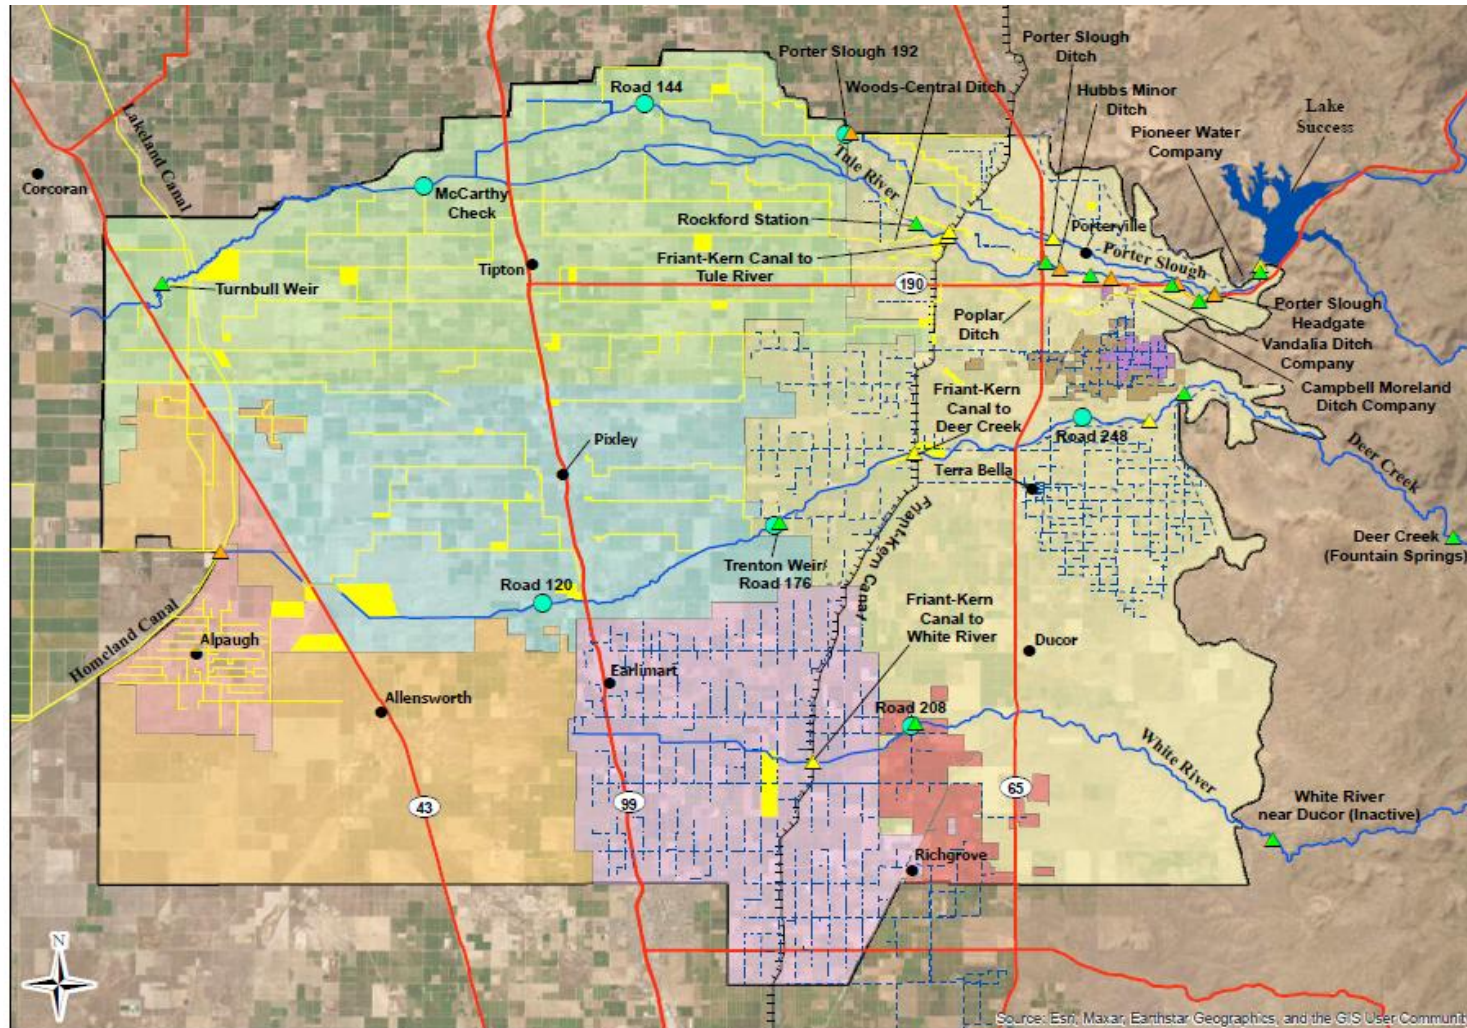 Porter Slough 192
Porter Slough
Ditch
Road 144
Woods-Central Ditch
Hubbs Minor
Ditch
Lake
Success
Pioneer Water
Company
Lakeland Canal
Tule River
Corcoran
McCarthy
Check
Rockford Station
Porterville
Porter Slough
Friant-Kern Canal to
Tule River
Tipton
Turnbull Weir
190
Poplar
Ditch
Porter Slough
Headgate
Vandalia Ditch
Company
Campbell Moreland
Ditch Company
Friant-Kern
Canal to
Deer Creek
Road 248
Pixley
Terra Bella
Deer Creek
Friant-Kern Canal
Deer Creek
(Fountain Springs)
Trenton Weir/
Road 176
Road 120
Friant-Kern
Canal to
White River
Homeland Canal
Alpaugh
Ducor
Earlimart
Allensworth
Road 208
White River
43
99
65
White River
near Ducor (Inactive)
Richgrove
N
Source: Esri, Maxar, Earthstar Geographics, and the GIS User Communit